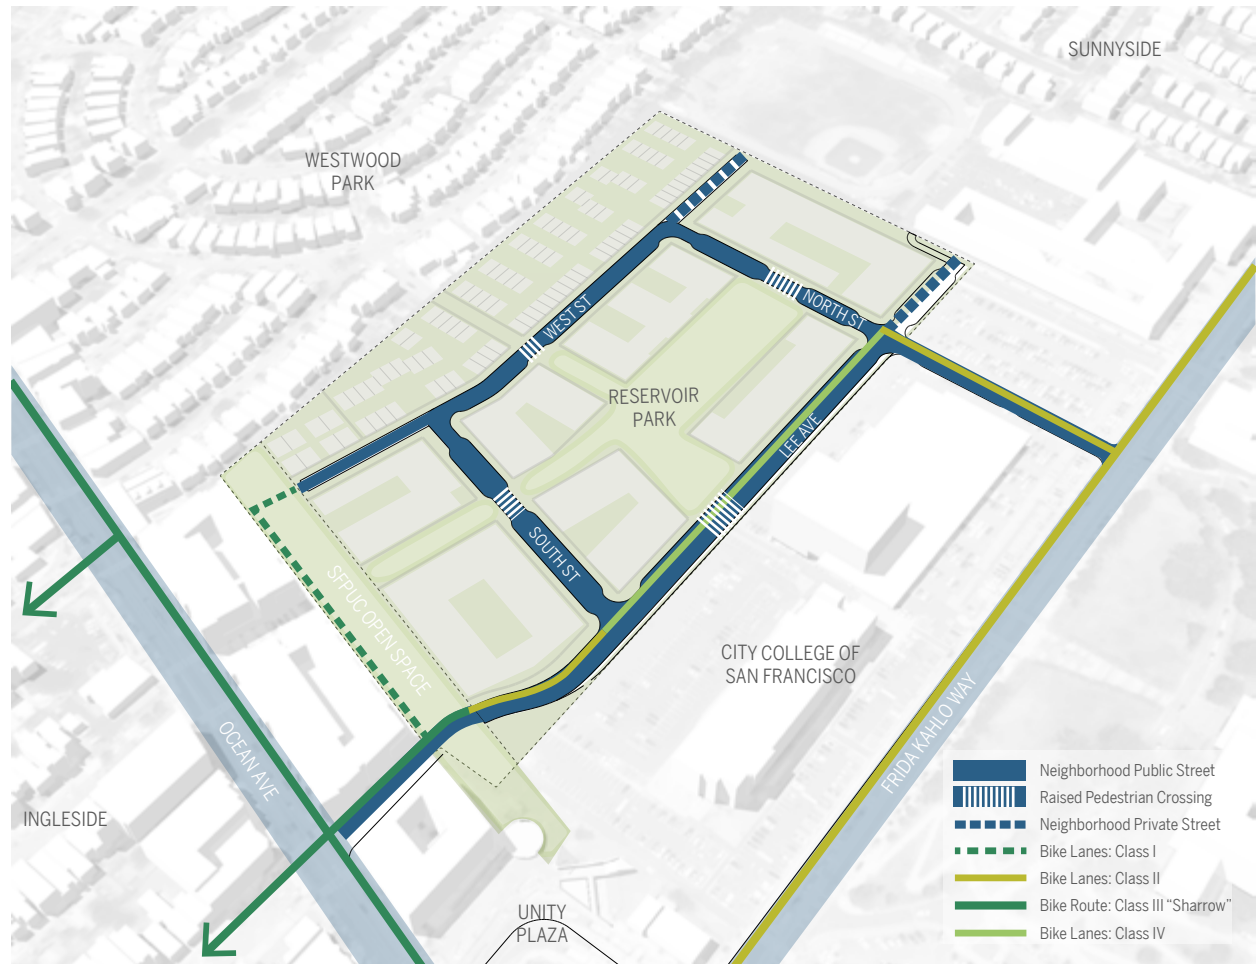 SUNNYSIDE
WESTWOOD
PARK
WEST ST
NORTH ST
RESERVOIR
PARK
LEE AVE
SOUTH ST
SFPUC OPEN SPACE
CITY COLLEGE OF
SAN FRANCISCO
OCEAN AVE
FRIDA KAHLO WAY
INGLESIDE
UNITY
PLAZA
Neighborhood Public Street
Raised Pedestrian Crossing
Neighborhood Private Street
Bike Lanes: Class I
Bike Lanes: Class II
Bike Route: Class III “Sharrow”
Bike Lanes: Class IV